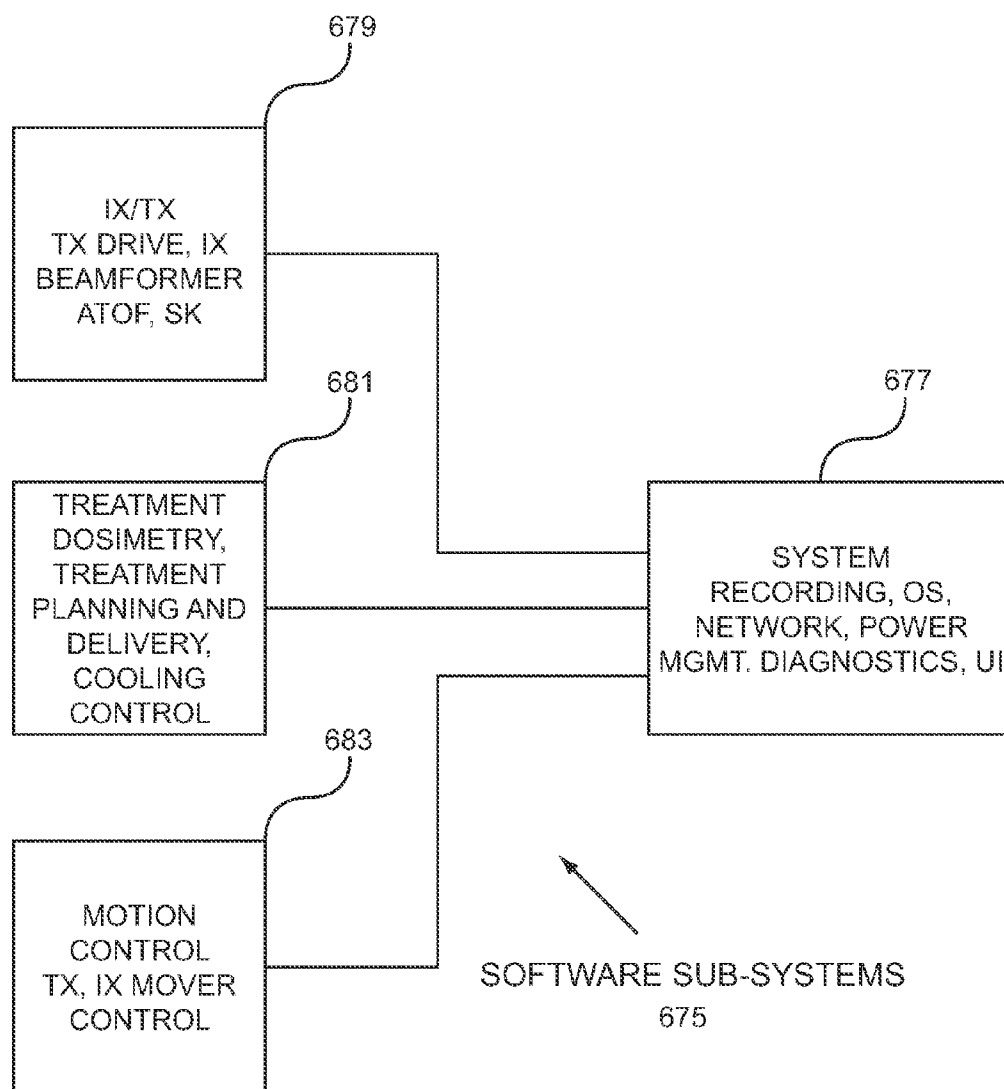 679
IX/TX
TX DRIVE, IX
BEAMFORMER
ATOF, SK
681
TREATMENT
DOSIMETRY,
TREATMENT
PLANNING AND
DELIVERY,
COOLING
CONTROL
683
MOTION
CONTROL
TX, IX MOVER
CONTROL
677
SYSTEM
RECORDING, OS,
NETWORK, POWER
MGMT. DIAGNOSTICS, UI
SOFTWARE SUB-SYSTEMS
675